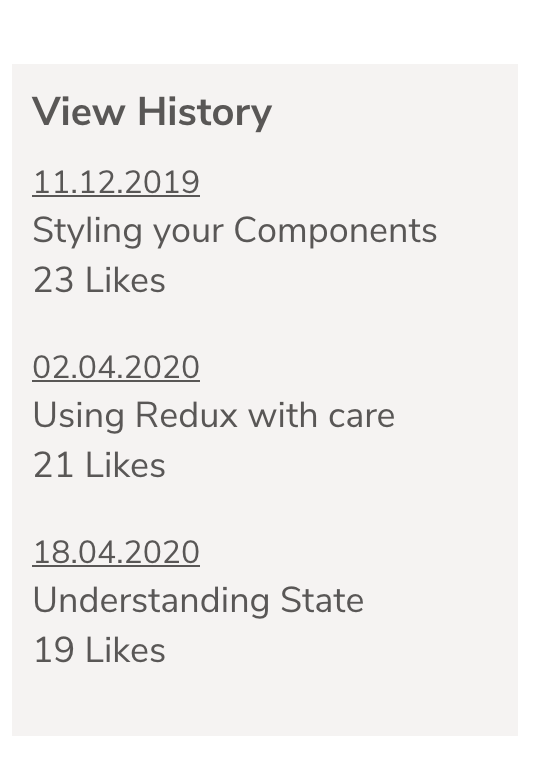 View History
11.12.2019
Styling your Components
23 Likes
02.04.2020
Using Redux with care
21 Likes
18.04.2020
Understanding State
19 Likes